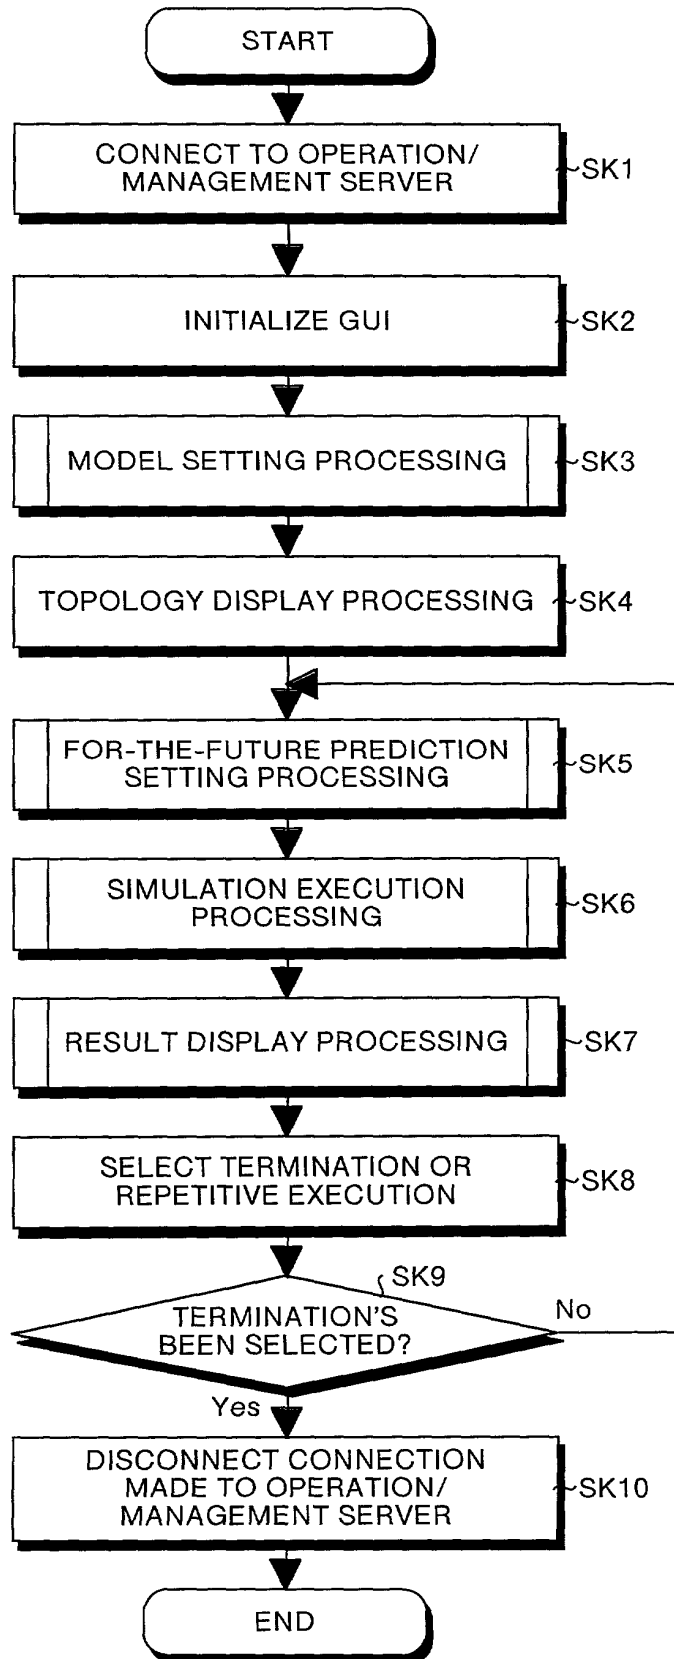 START
CONNECT TO OPERATION/
MANAGEMENT SERVER
SK1
INITIALIZE GUI
SK2
MODEL SETTING PROCESSING
SK3
TOPOLOGY DISPLAY PROCESSING
SK4
FOR-THE-FUTURE PREDICTION
SETTING PROCESSING
SK5
SIMULATION EXECUTION
PROCESSING
SK6
RESULT DISPLAY PROCESSING
SK7
SELECT TERMINATION OR
REPETITIVE EXECUTION
SK8
SK9
TERMINATION'S
BEEN SELECTED?
No
Yes
DISCONNECT CONNECTION
MADE TO OPERATION/
MANAGEMENT SERVER
SK10
END